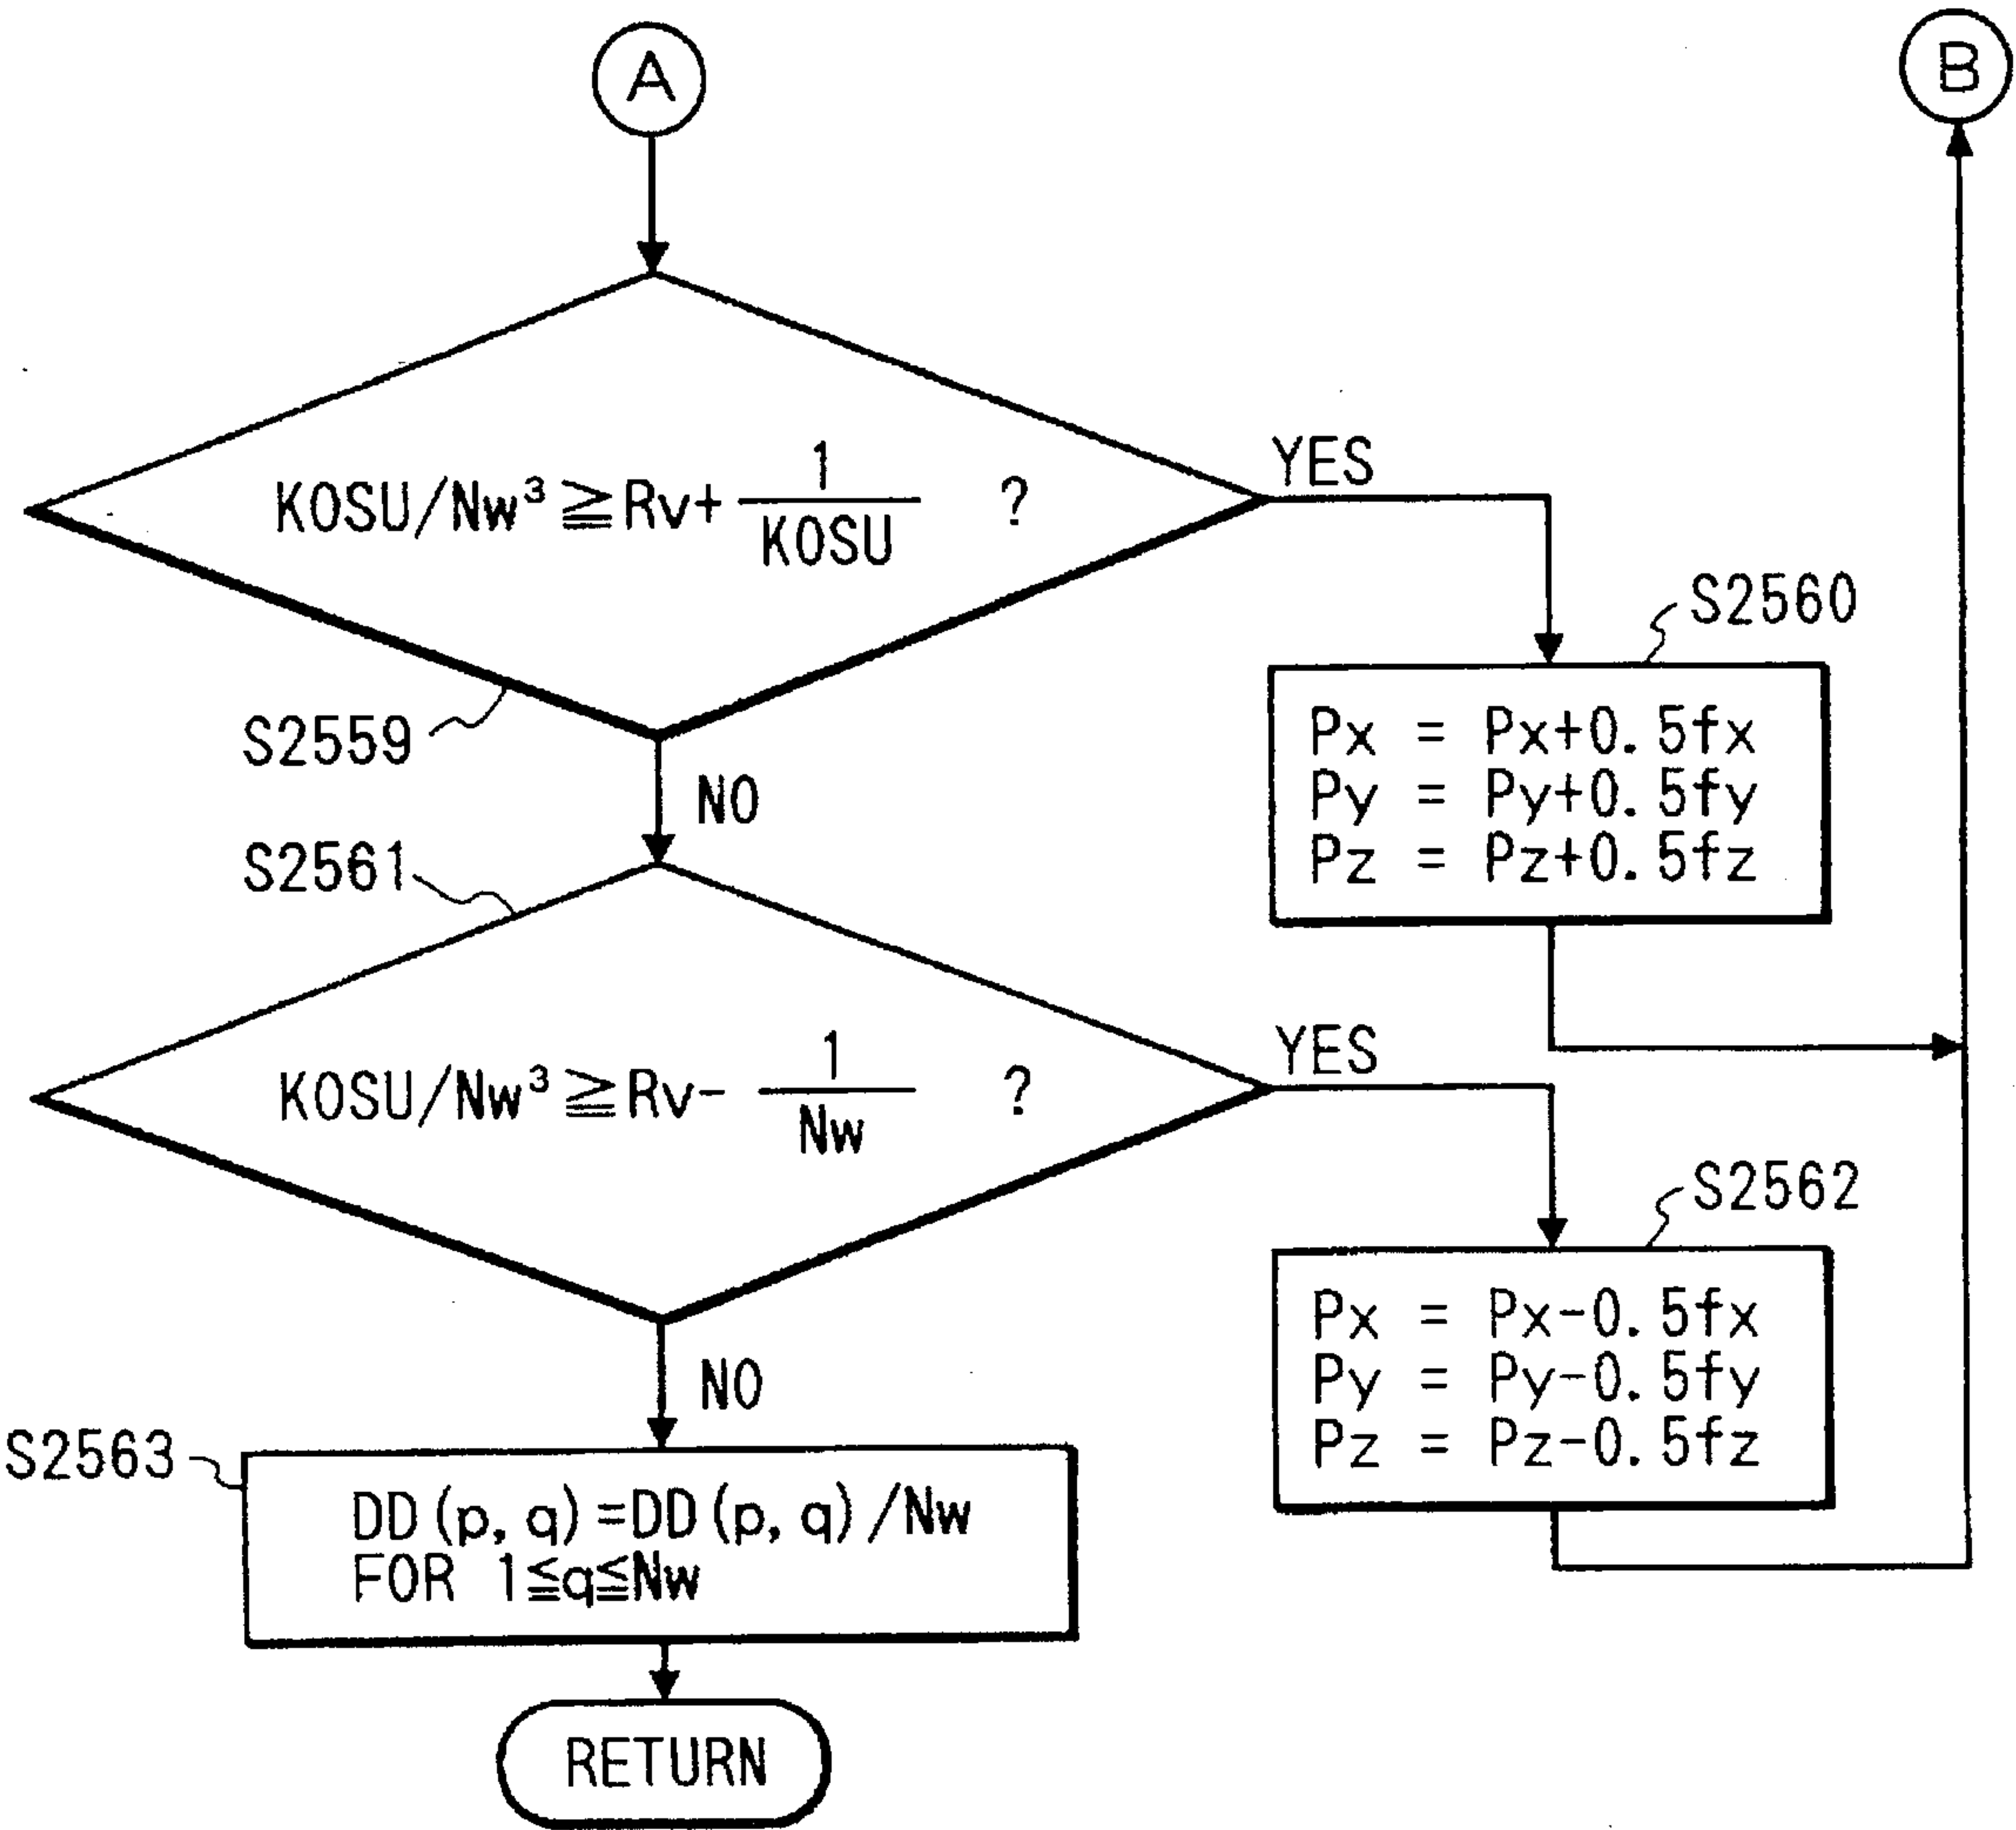 A
B
KOSU/Nw³≧Rv+ 1/KOSU ?
YES
S2559
NO
S2560
Px = Px+0.5fx
Py = Py+0.5fy
Pz = Pz+0.5fz
S2561
KOSU/Nw³≧Rv- 1/Nw ?
YES
NO
S2562
Px = Px-0.5fx
Py = Py-0.5fy
Pz = Pz-0.5fz
S2563
DD(p,q)=DD(p,q)/Nw
FOR 1≦q≦Nw
RETURN